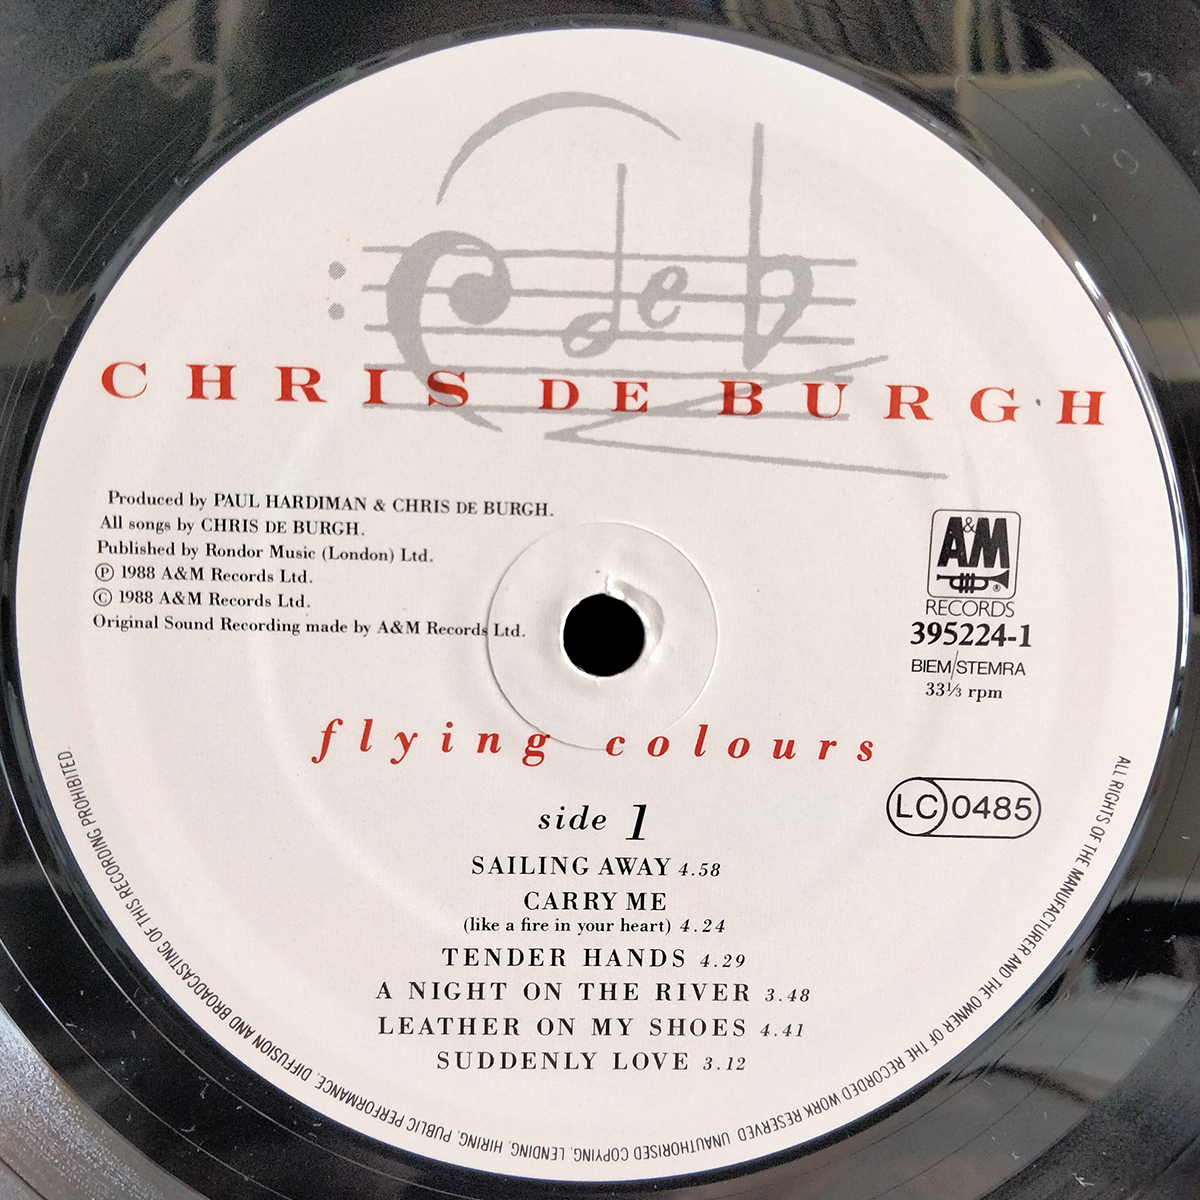 CdeB
CHRIS DE BURGH
Produced by PAUL HARDIMAN & CHRIS DE BURGH.
All songs by CHRIS DE BURGH.
Published by Rondor Music (London) Ltd.
Ⓟ 1988 A&M Records Ltd.
© 1988 A&M Records Ltd.
Original Sound Recording made by A&M Records Ltd.
A&M
®
RECORDS
395224-1
BIEM/STEMRA
33⅓ rpm
flying colours
LC 0485
side 1
SAILING AWAY 4.58
CARRY ME
(like a fire in your heart) 4.24
TENDER HANDS 4.29
A NIGHT ON THE RIVER 3.48
LEATHER ON MY SHOES 4.41
SUDDENLY LOVE 3.12
ALL RIGHTS OF THE MANUFACTURER AND THE OWNER OF THE RECORDED WORK RESERVED. UNAUTHORISED COPYING, LENDING, HIRING, PUBLIC PERFORMANCE, DIFFUSION AND BROADCASTING OF THIS RECORDING PROHIBITED.